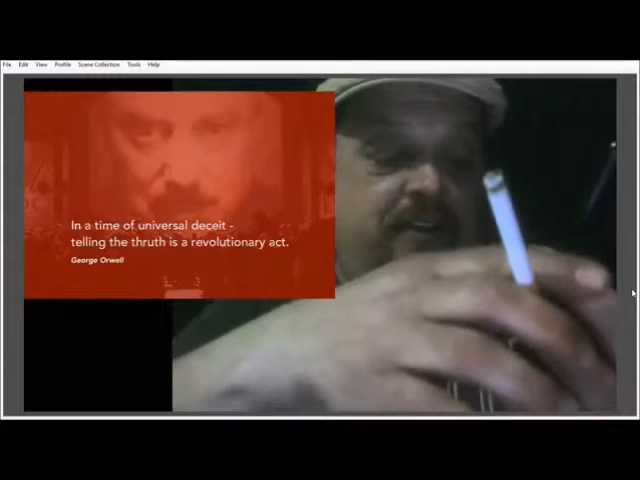 File Edit View Profile Scene Collection Tools Help
In a time of universal deceit -
telling the thruth is a revolutionary act.
George Orwell